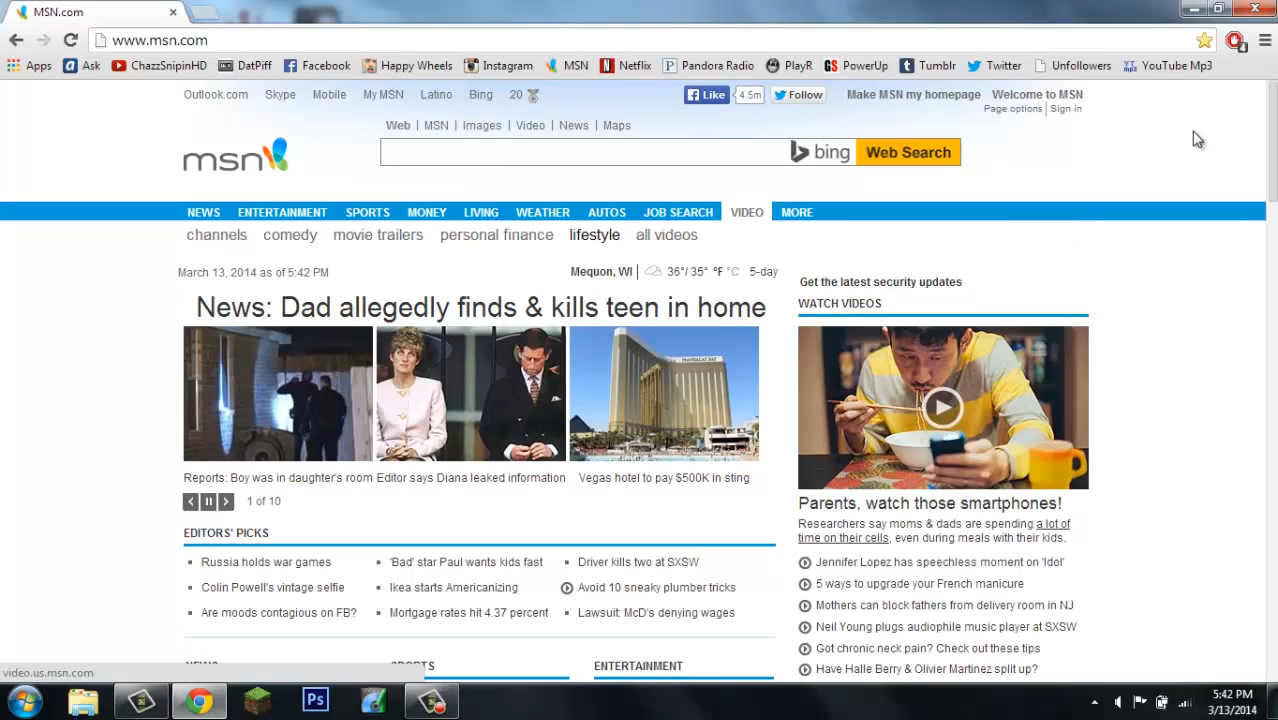 MSN.com
www.msn.com
Apps Ask ChazzSnipinHD DatPiff Facebook Happy Wheels Instagram MSN Netflix Pandora Radio PlayR PowerUp Tumblr Twitter Unfollowers YouTube Mp3
Outlook.com Skype Mobile My MSN Latino Bing 20 Like 4.5m Follow Make MSN my homepage Welcome to MSN
Page options | Sign in
Web | MSN | Images | Video | News | Maps
msn bing Web Search
NEWS ENTERTAINMENT SPORTS MONEY LIVING WEATHER AUTOS JOB SEARCH VIDEO MORE
channels comedy movie trailers personal finance lifestyle all videos
March 13, 2014 as of 5:42 PM Mequon, WI | 36°/ 35° °F °C 5-day
Get the latest security updates
WATCH VIDEOS
News: Dad allegedly finds & kills teen in home
MANDALAY BAY
Reports: Boy was in daughter's room Editor says Diana leaked information Vegas hotel to pay $500K in sting
1 of 10
Parents, watch those smartphones!
Researchers say moms & dads are spending a lot of
time on their cells, even during meals with their kids.
EDITORS' PICKS
Russia holds war games 'Bad' star Paul wants kids fast Driver kills two at SXSW
Colin Powell's vintage selfie Ikea starts Americanizing Avoid 10 sneaky plumber tricks
Are moods contagious on FB? Mortgage rates hit 4.37 percent Lawsuit: McD's denying wages
Jennifer Lopez has speechless moment on 'Idol'
5 ways to upgrade your French manicure
Mothers can block fathers from delivery room in NJ
Neil Young plugs audiophile music player at SXSW
Got chronic neck pain? Check out these tips
Have Halle Berry & Olivier Martinez split up?
NEWS SPORTS ENTERTAINMENT
video.us.msn.com
Ps
5:42 PM
3/13/2014